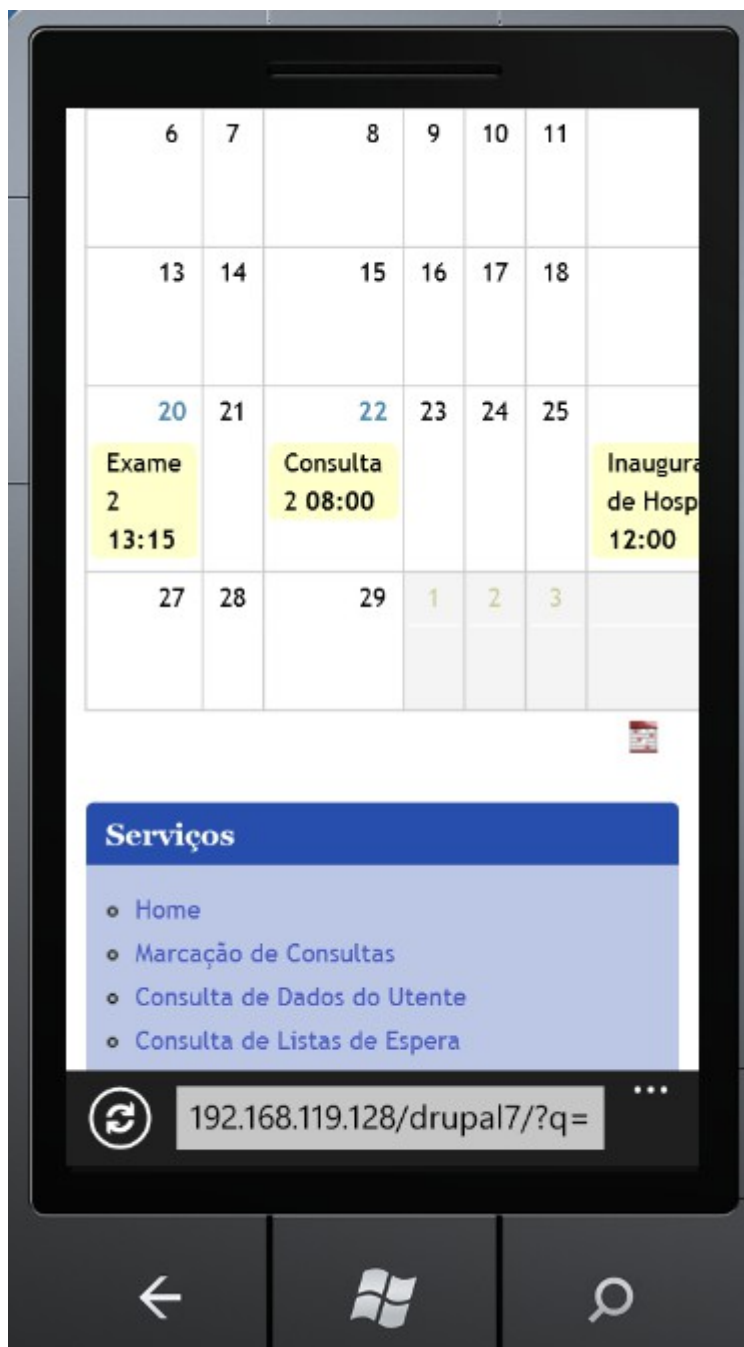 6 7 8 9 10 11
13 14 15 16 17 18
20 21 22 23 24 25
Exame
2
13:15
Consulta
2 08:00
Inaugura
de Hosp
12:00
27 28 29 1 2 3
Serviços
Home
Marcação de Consultas
Consulta de Dados do Utente
Consulta de Listas de Espera
192.168.119.128/drupal7/?q=